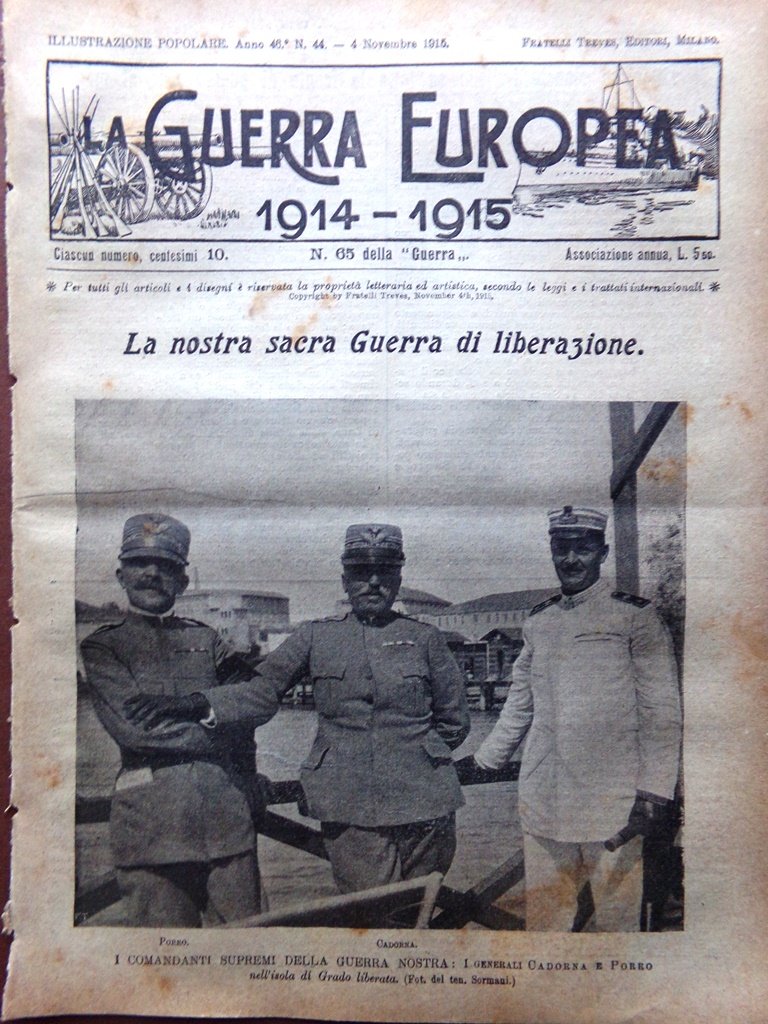 ILLUSTRAZIONE POPOLARE. Anno 46.° N. 44. — 4 Novembre 1915. FRATELLI TREVES, EDITORI, MILANO.
LA GUERRA EUROPEA
1914-1915
Ciascun numero, centesimi 10. N. 65 della "Guerra„. Associazione annua, L. 5 50.
* Per tutti gli articoli e i disegni è riservata la proprietà letteraria ed artistica, secondo le leggi e i trattati internazionali. *
Copyright by Fratelli Treves, November 4th, 1915.
La nostra sacra Guerra di liberazione.
PORRO. CADORNA.
I COMANDANTI SUPREMI DELLA GUERRA NOSTRA: I GENERALI CADORNA E PORRO
nell'isola di Grado liberata. (Fot. del ten. Sormani.)